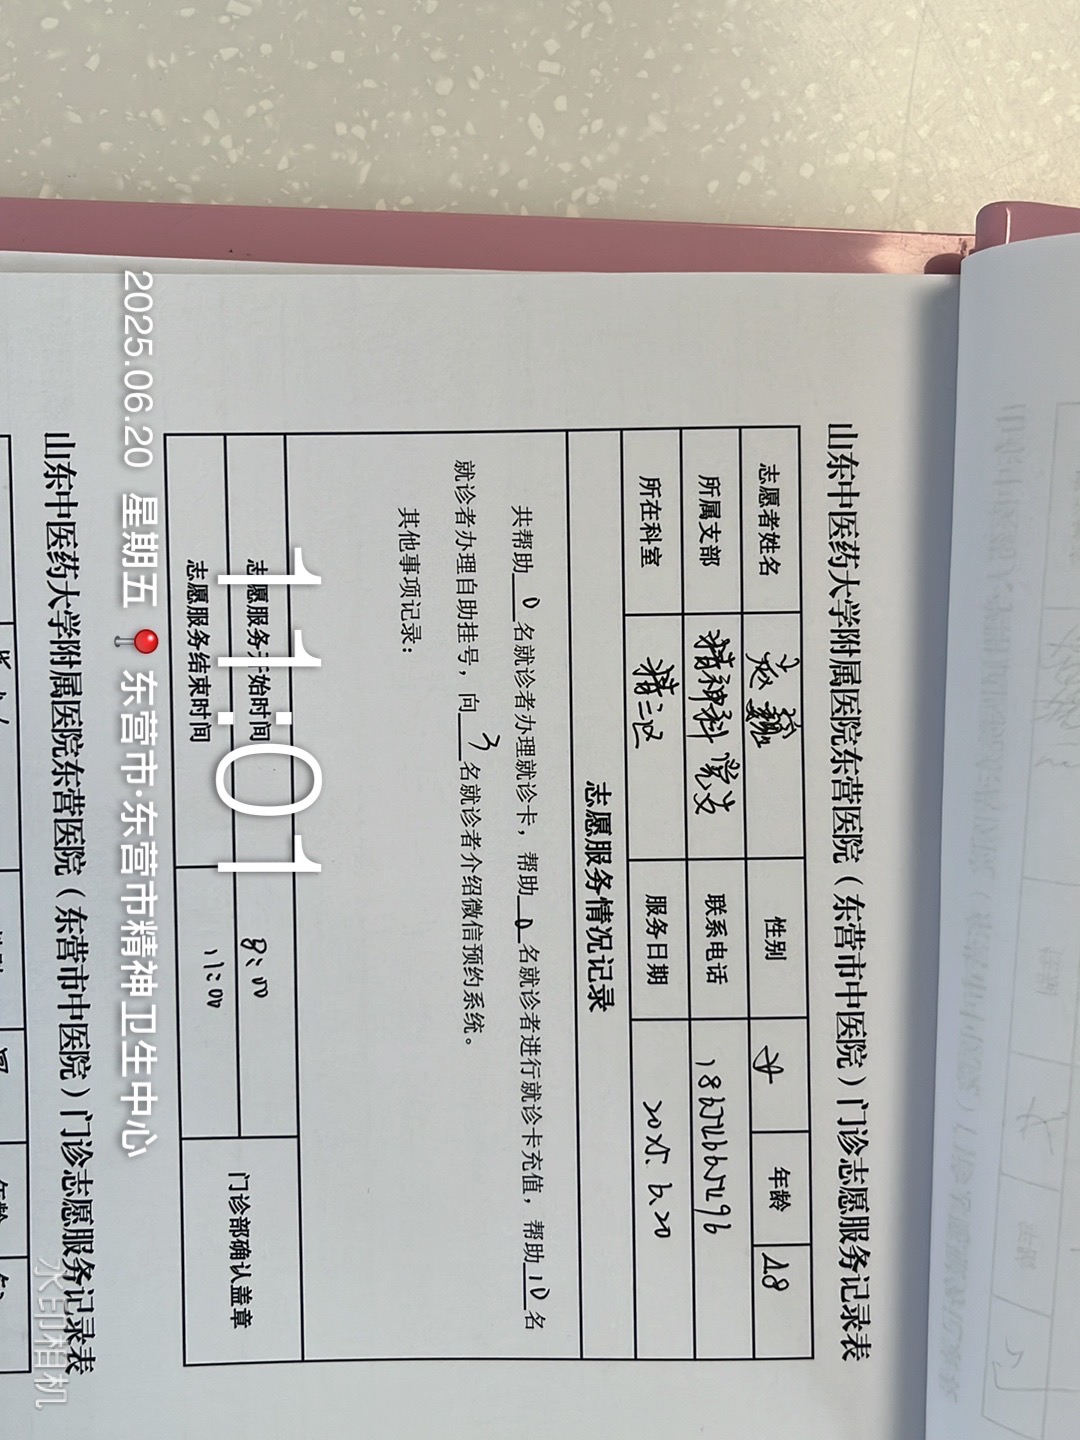 山东中医药大学附属医院东营医院（东营市中医院）门诊志愿服务记录表
志愿者姓名 赵 性别 女 年龄 48
所属支部 精神科党支 联系电话
所在科室 精二区 服务日期 2025.6.20
志愿服务情况记录
共帮助 0 名就诊者办理就诊卡，帮助 0 名就诊者进行就诊卡充值，帮助 10 名
就诊者办理自助挂号，向 3 名就诊者介绍微信预约系统。
其他事项记录：
志愿服务开始时间 8:00 门诊部确认盖章
志愿服务结束时间 11:00
11:01
2025.06.20 星期五 东营市·东营市精神卫生中心
山东中医药大学附属医院东营医院（东营市中医院）门诊志愿服务记录表
水印相机